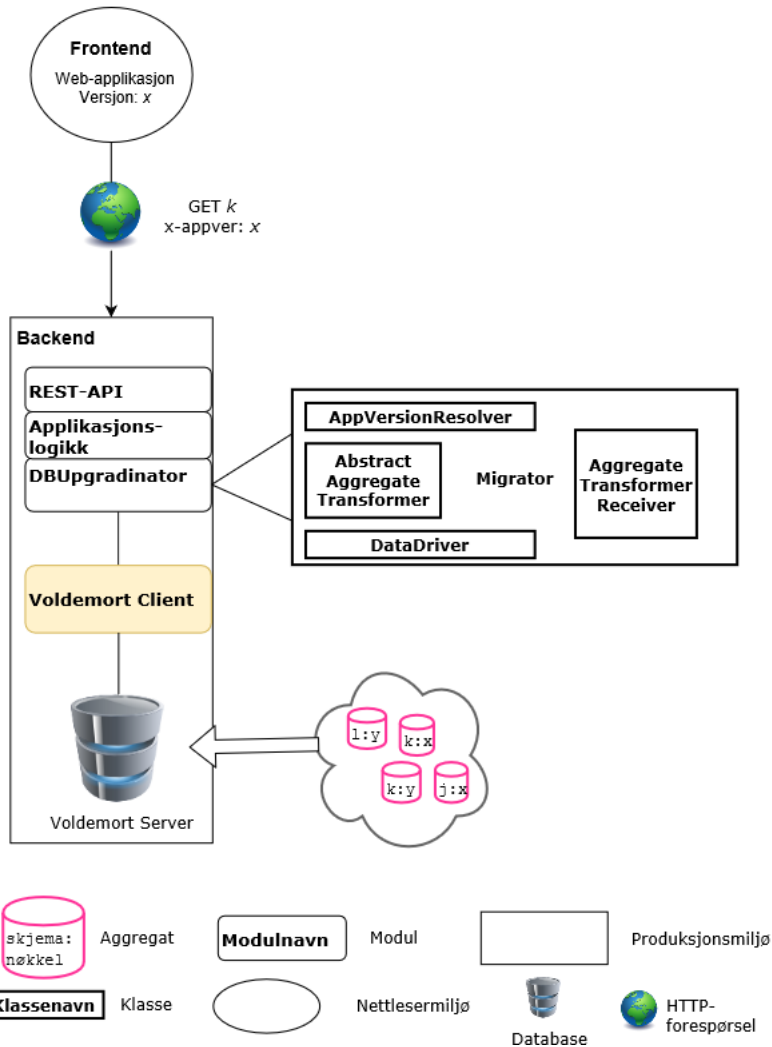 Frontend
Web-applikasjon
Versjon: x
GET k
x-appver: x
Backend
REST-API
Applikasjons-
logikk
DBUpgradinator
AppVersionResolver
Abstract
Aggregate
Transformer
Migrator
Aggregate
Transformer
Receiver
DataDriver
Voldemort Client
l:y
k:x
k:y
j:x
Voldemort Server
skjema:
nøkkel
Aggregat
Modulnavn
Modul
Produksjonsmiljø
Klassenavn
Klasse
Nettlesermiljø
Database
HTTP-
forespørsel